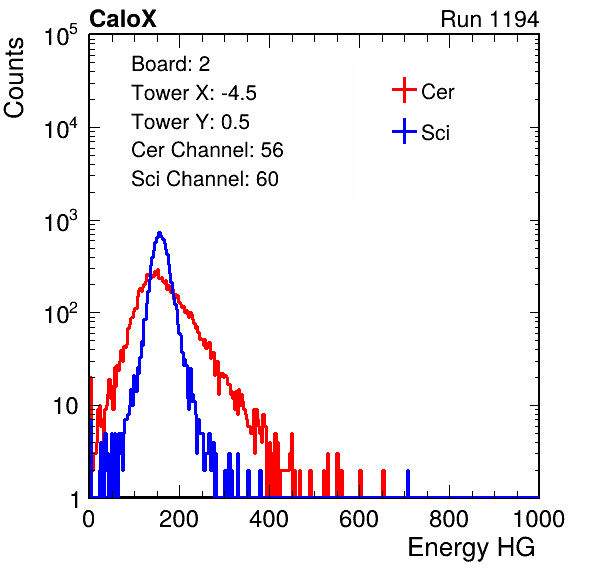 CaloX Run 1194
Counts
Board: 2
Tower X: -4.5
Tower Y: 0.5
Cer Channel: 56
Sci Channel: 60
Cer
Sci
10^5
10^4
10^3
10^2
10
1
0 200 400 600 800 1000
Energy HG